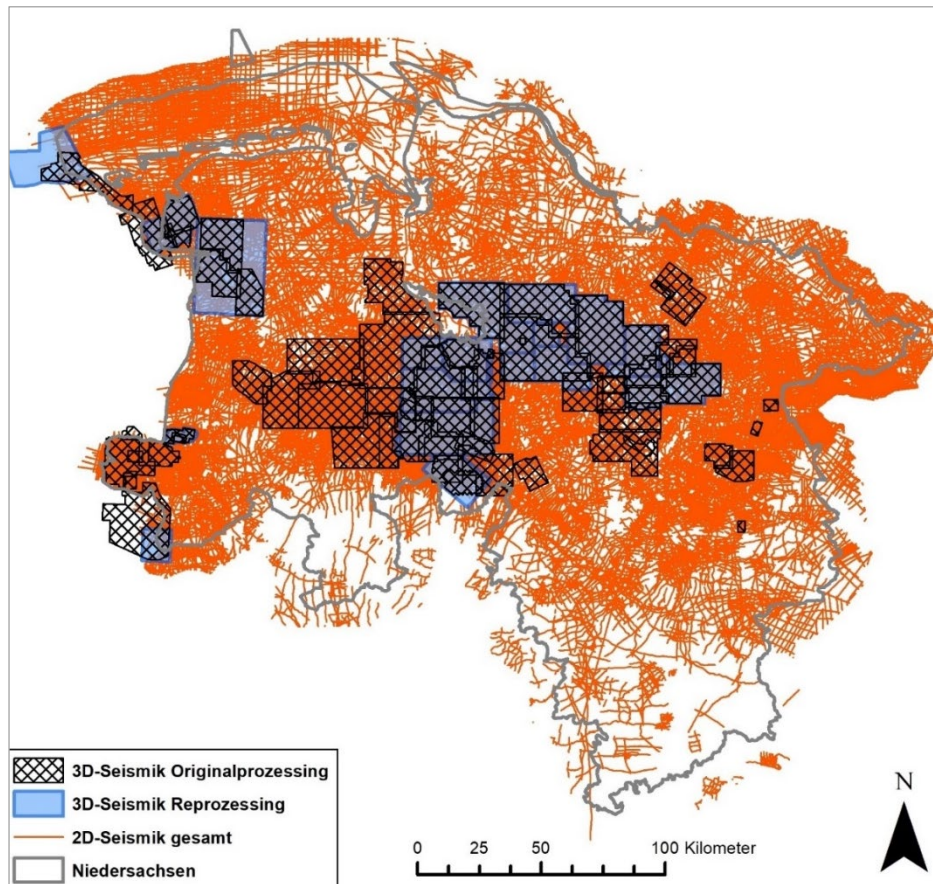 3D-Seismik Originalprozessing
3D-Seismik Reprozessing
2D-Seismik gesamt
Niedersachsen
0 25 50 100 Kilometer
N